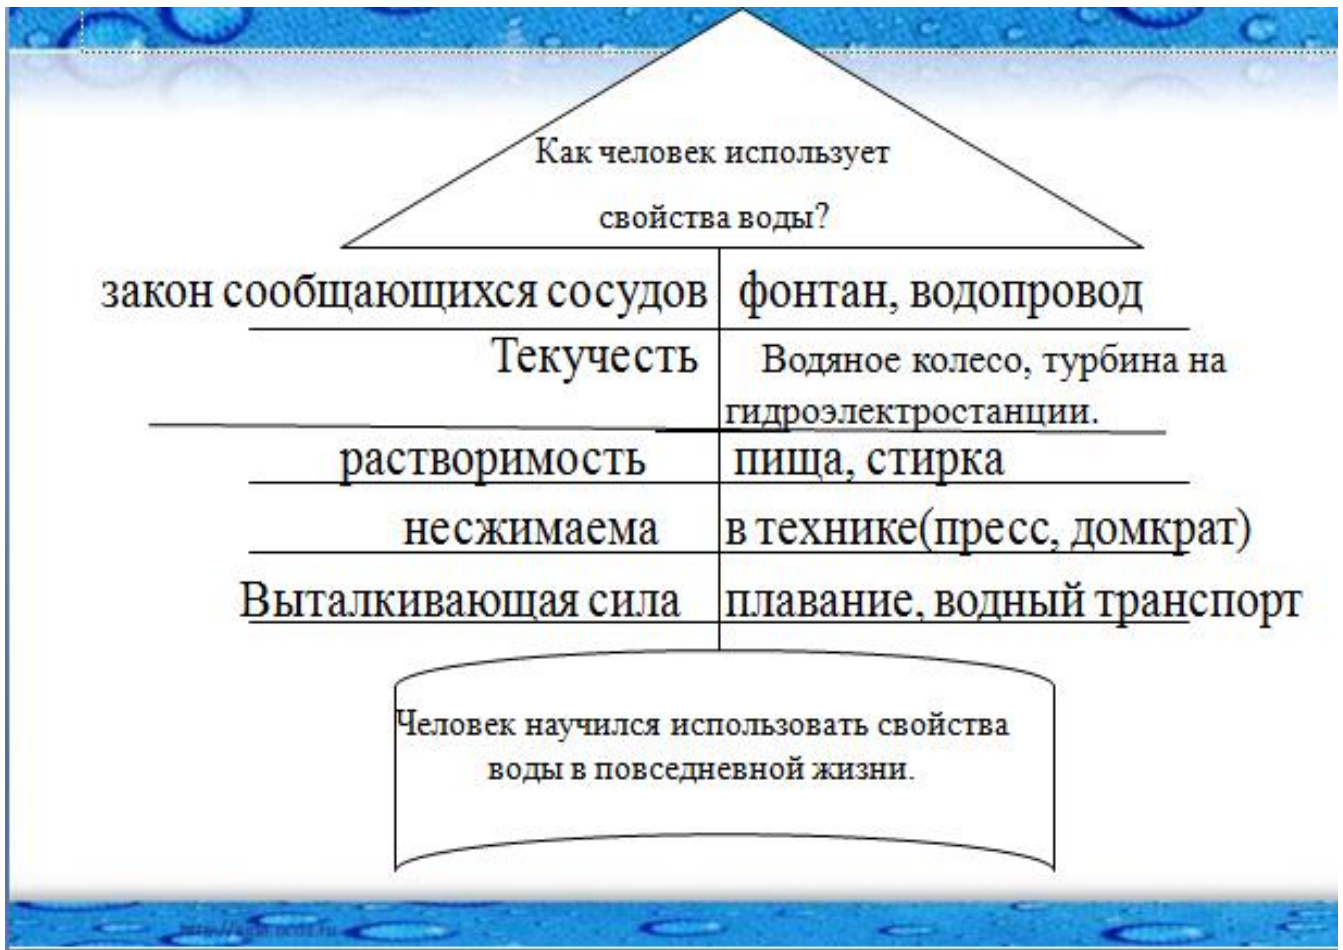 Как человек использует
свойства воды?
закон сообщающихся сосудов фонтан, водопровод
Текучесть Водяное колесо, турбина на
гидроэлектростанции.
растворимость пища, стирка
несжимаема в технике(пресс, домкрат)
Выталкивающая сила плавание, водный транспорт
Человек научился использовать свойства
воды в повседневной жизни.